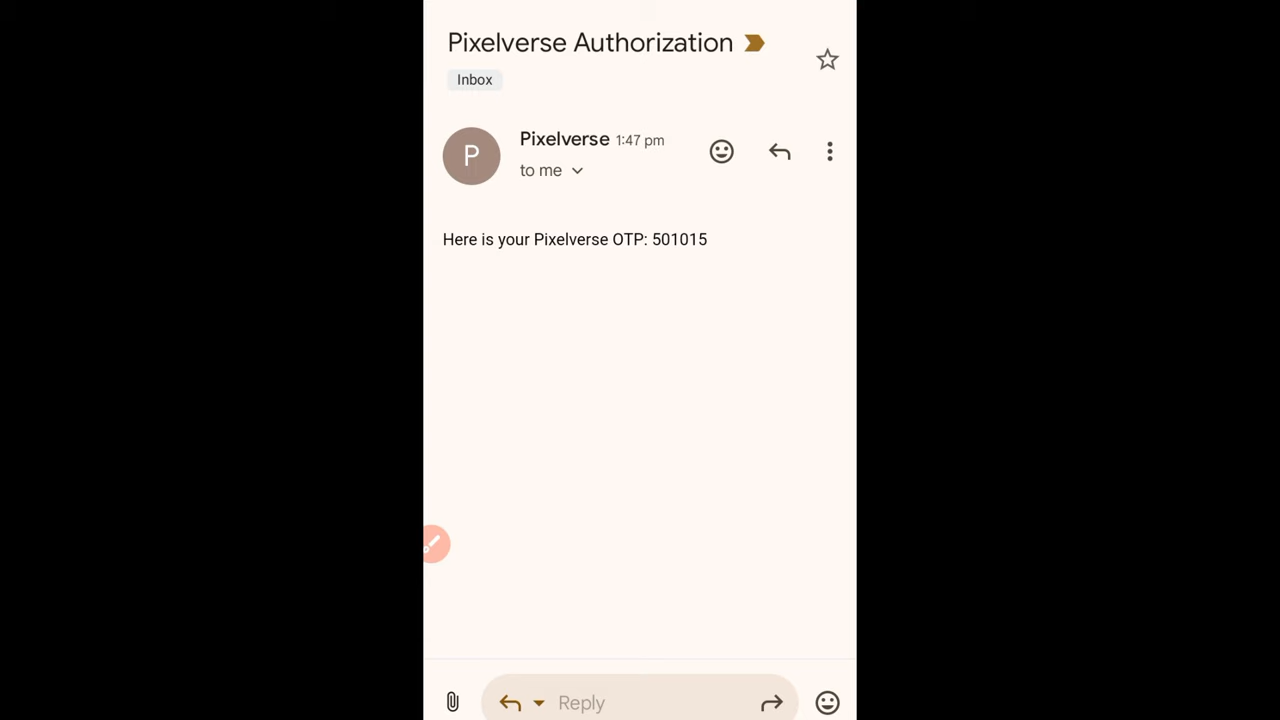 Pixelverse Authorization
Inbox
P
Pixelverse 1:47 pm
to me
Here is your Pixelverse OTP: 501015
Reply